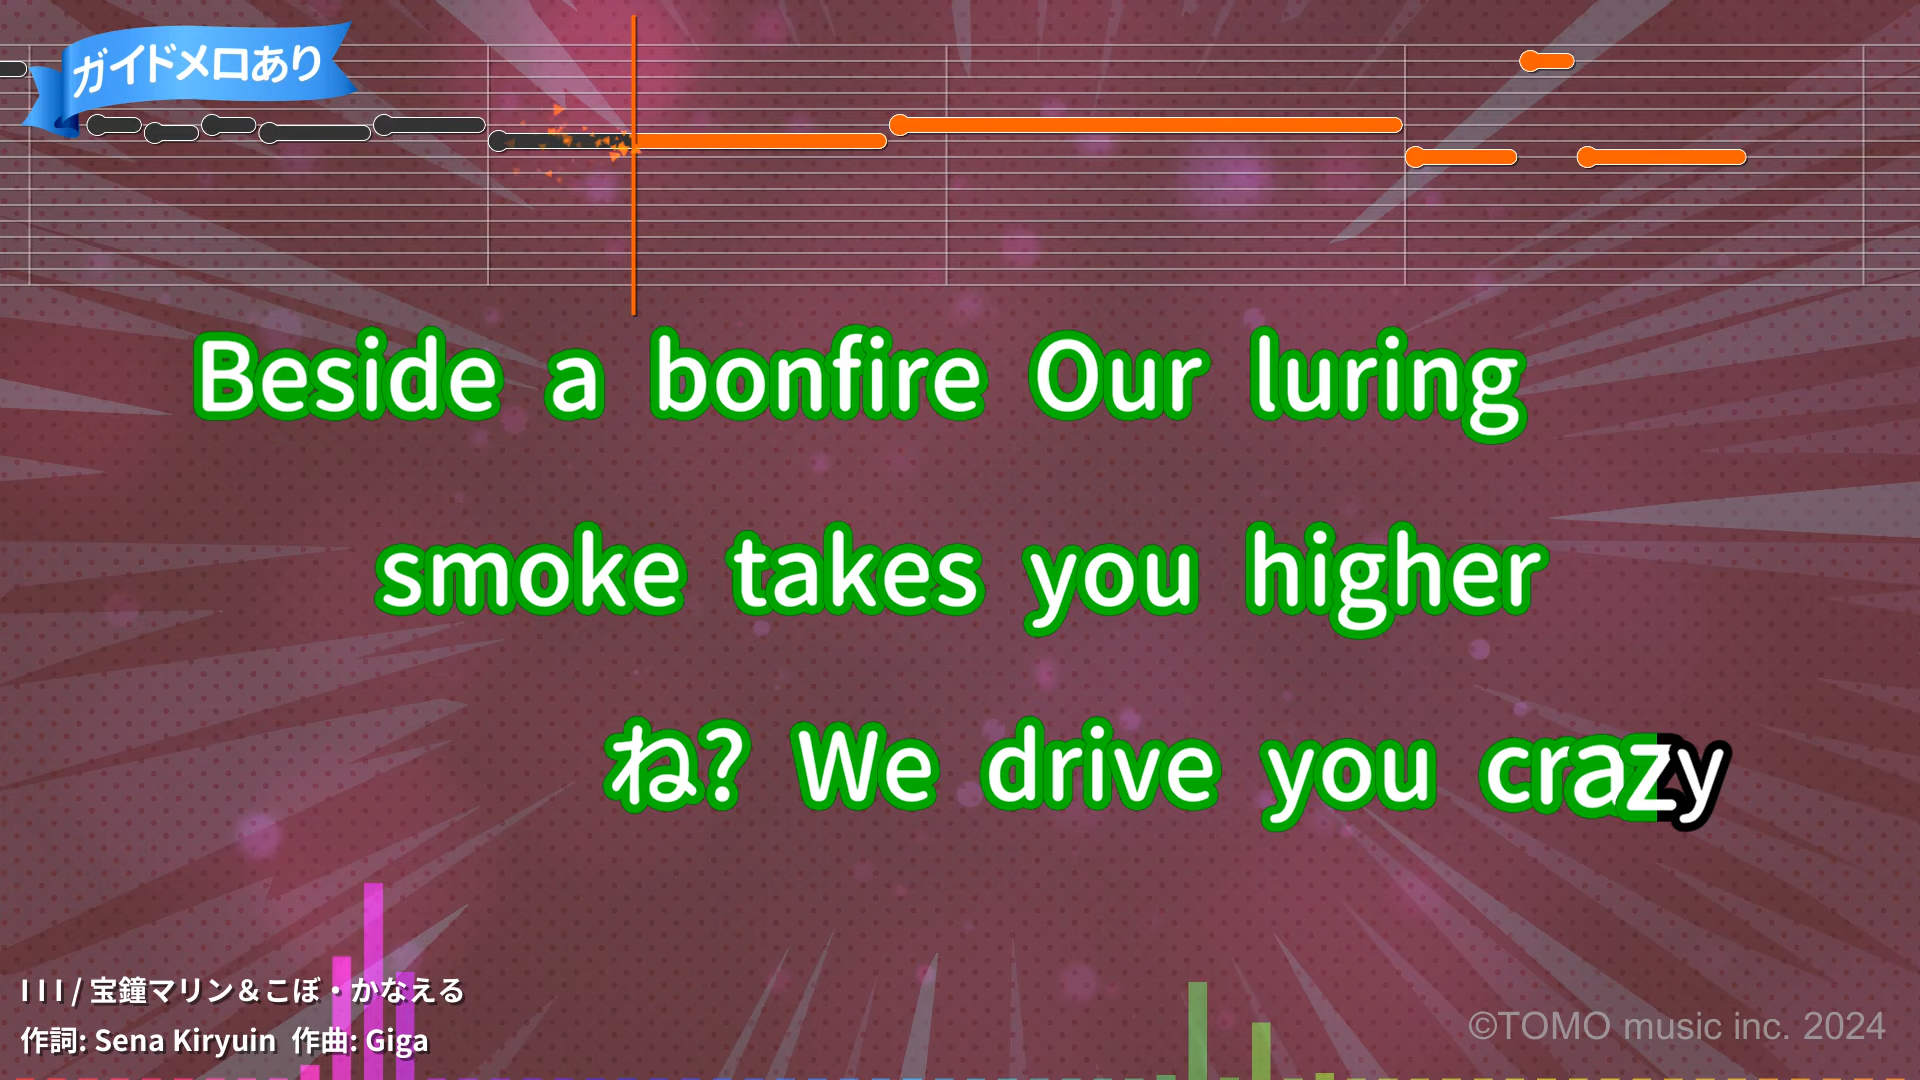 ガイドメロあり
Beside a bonfire Our luring
smoke takes you higher
ね? We drive you crazy
I I I / 宝鐘マリン＆こぼ・かなえる
作詞: Sena Kiryuin 作曲: Giga
©TOMO music inc. 2024